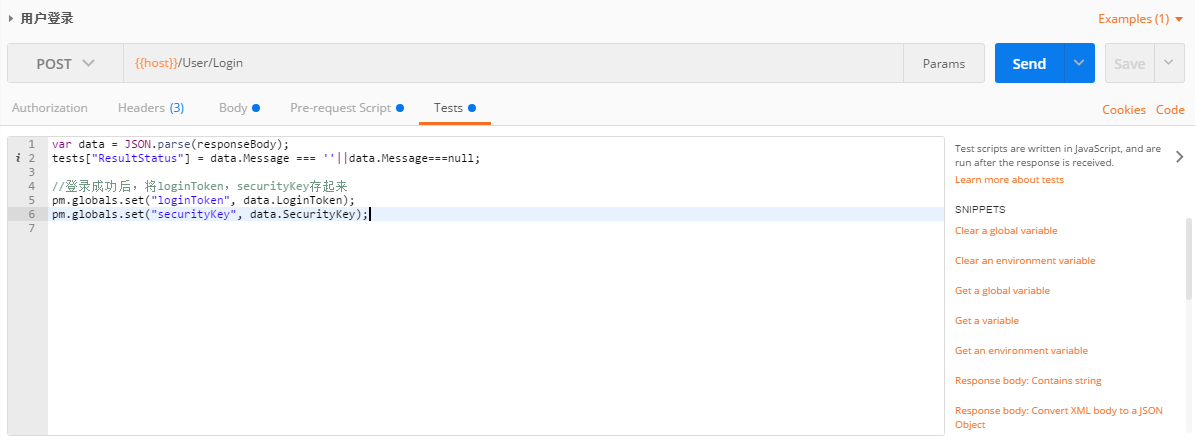 用户登录
Examples (1)
POST
{{host}}/User/Login
Params
Send
Save
Authorization
Headers (3)
Body
Pre-request Script
Tests
Cookies
Code
1 var data = JSON.parse(responseBody);
i 2 tests["ResultStatus"] = data.Message === ''||data.Message===null;
3
4 //登录成功后，将loginToken，securityKey存起来
5 pm.globals.set("loginToken", data.LoginToken);
6 pm.globals.set("securityKey", data.SecurityKey);
7
Test scripts are written in JavaScript, and are
run after the response is received.
Learn more about tests
SNIPPETS
Clear a global variable
Clear an environment variable
Get a global variable
Get a variable
Get an environment variable
Response body: Contains string
Response body: Convert XML body to a JSON
Object